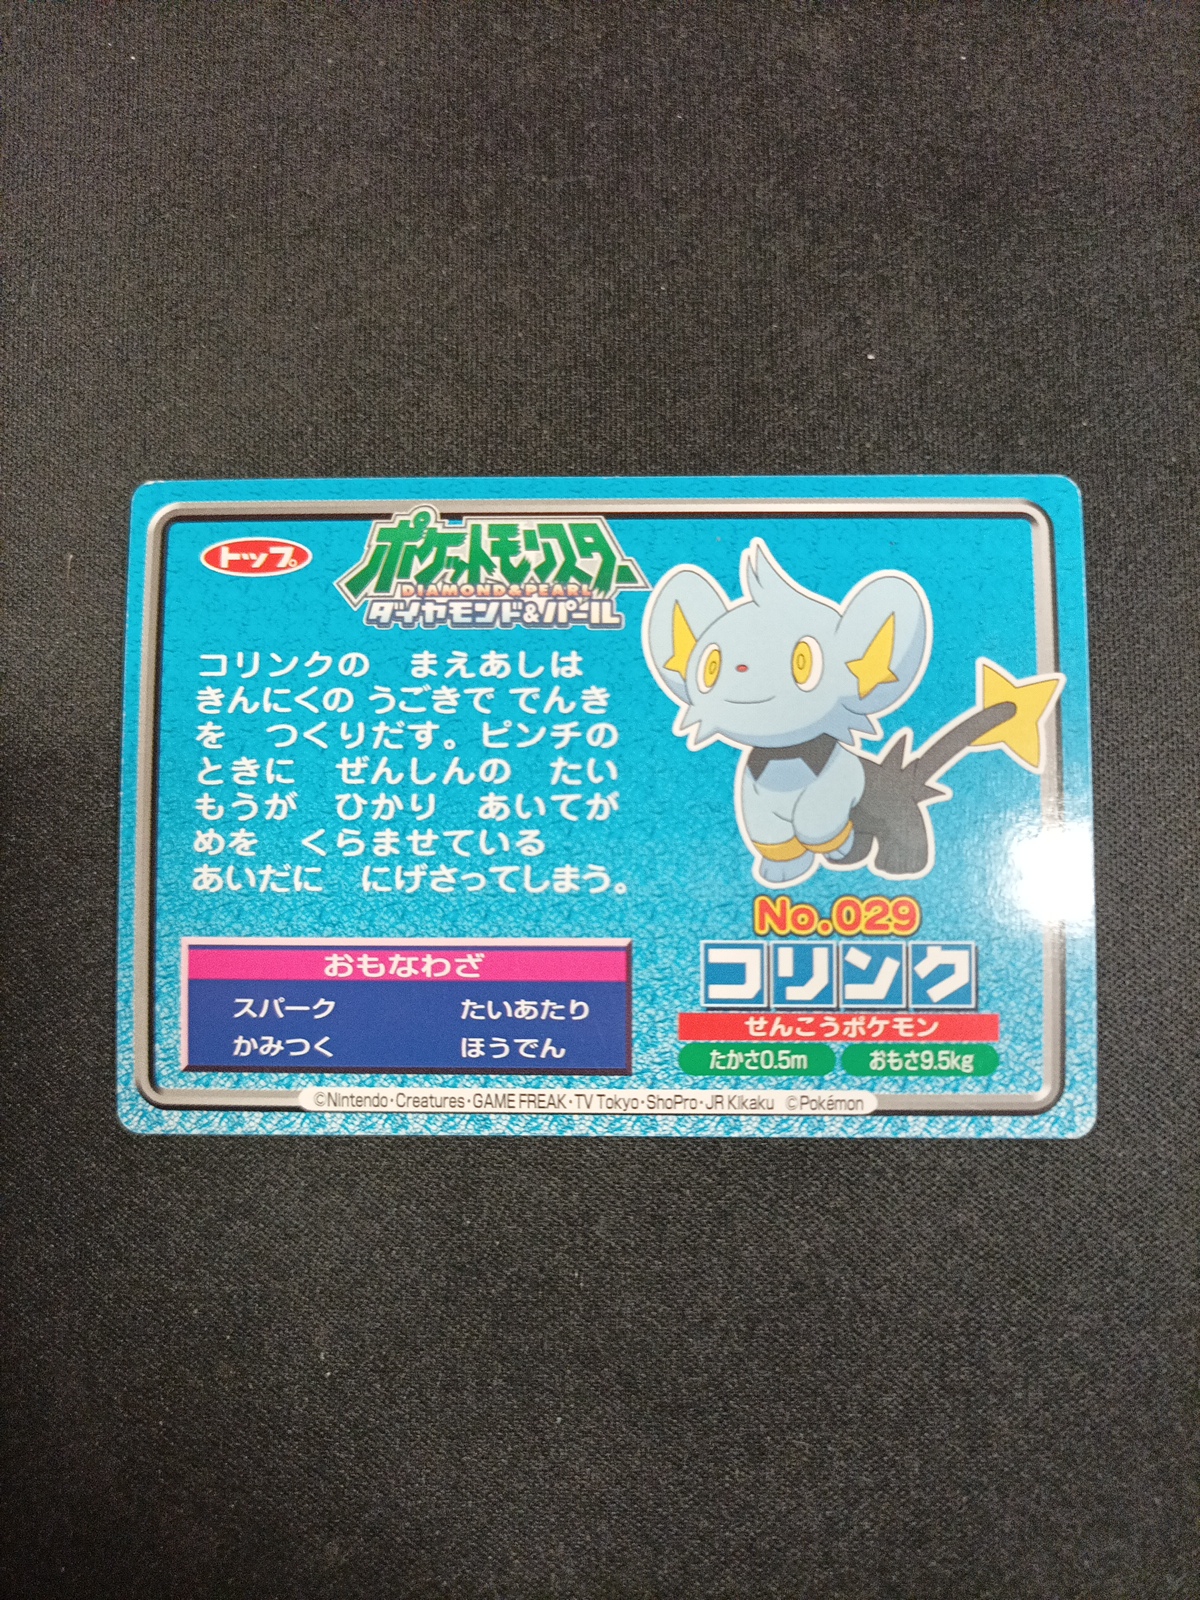 トップ。
ポケットモンスター
DIAMOND&PEARL
ダイヤモンド&パール
コリンクの　まえあしは
きんにくの うごきで でんき
を　つくりだす。ピンチの
ときに　ぜんしんの　たい
もうが　ひかり　あいてが
めを　くらませている
あいだに　にげさってしまう。
No.029
コリンク
せんこうポケモン
たかさ0.5m　おもさ9.5kg
おもなわざ
スパーク　たいあたり
かみつく　ほうでん
©Nintendo・Creatures・GAME FREAK・TV Tokyo・ShoPro・JR Kikaku ©Pokémon